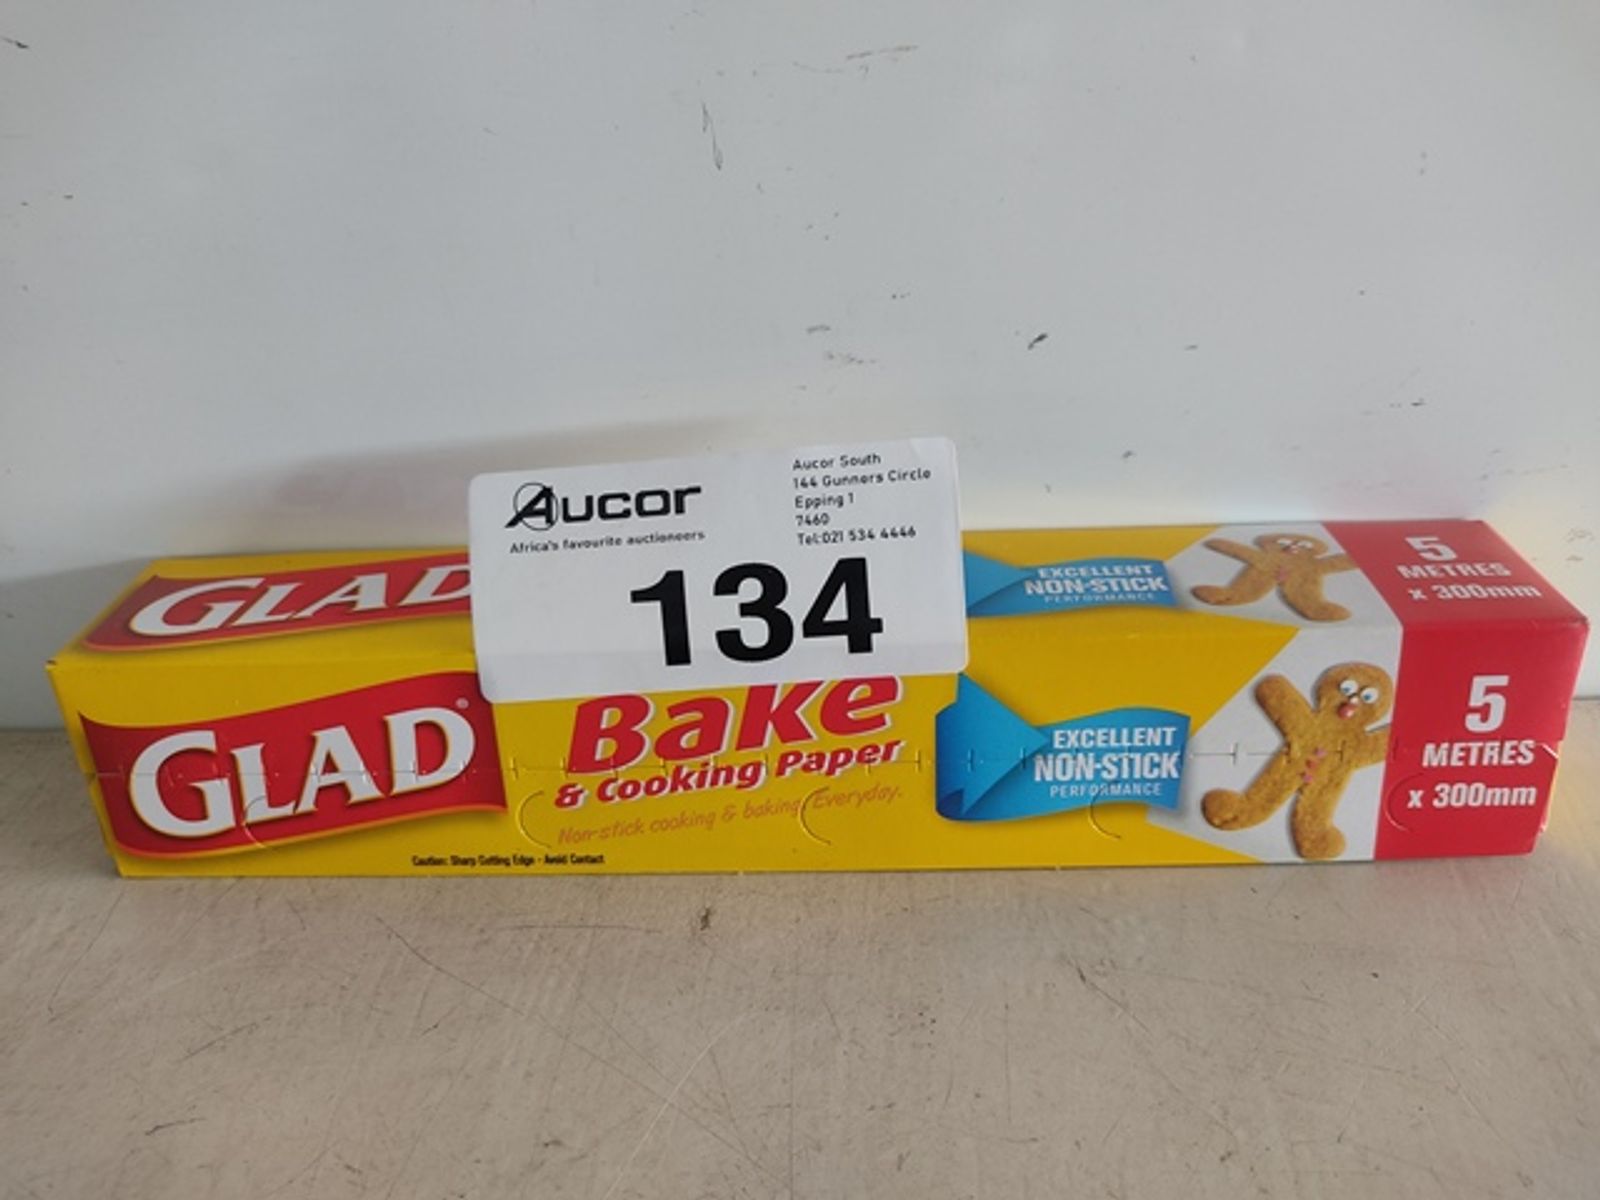 Aucor
Africa's favourite auctioneers
Aucor South
144 Gunners Circle
Epping 1
7460
Tel:021 534 4446
134
GLAD
EXCELLENT
NON-STICK
PERFORMANCE
5
METRES
x 300mm
GLAD®
Bake
& Cooking Paper
Non-stick cooking & baking. Everyday.
Caution: Sharp Cutting Edge - Avoid Contact
EXCELLENT
NON-STICK
PERFORMANCE
5
METRES
x 300mm